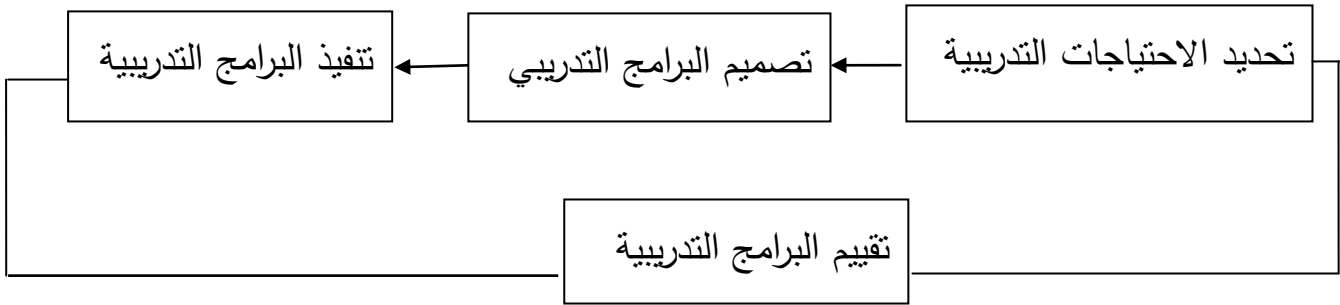 تحديد الاحتياجات التدريبية
تصميم البرامج التدريبي
تنفيذ البرامج التدريبية
تقييم البرامج التدريبية